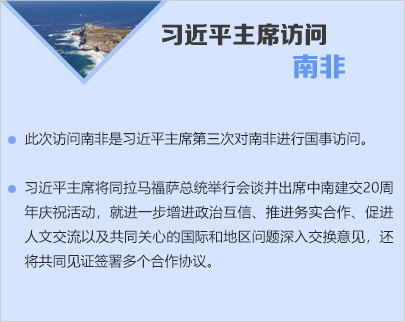 习近平主席访问
南非
此次访问南非是习近平主席第三次对南非进行国事访问。
习近平主席将同拉马福萨总统举行会谈并出席中南建交20周
年庆祝活动，就进一步增进政治互信、推进务实合作、促进
人文交流以及共同关心的国际和地区问题深入交换意见，还
将共同见证签署多个合作协议。